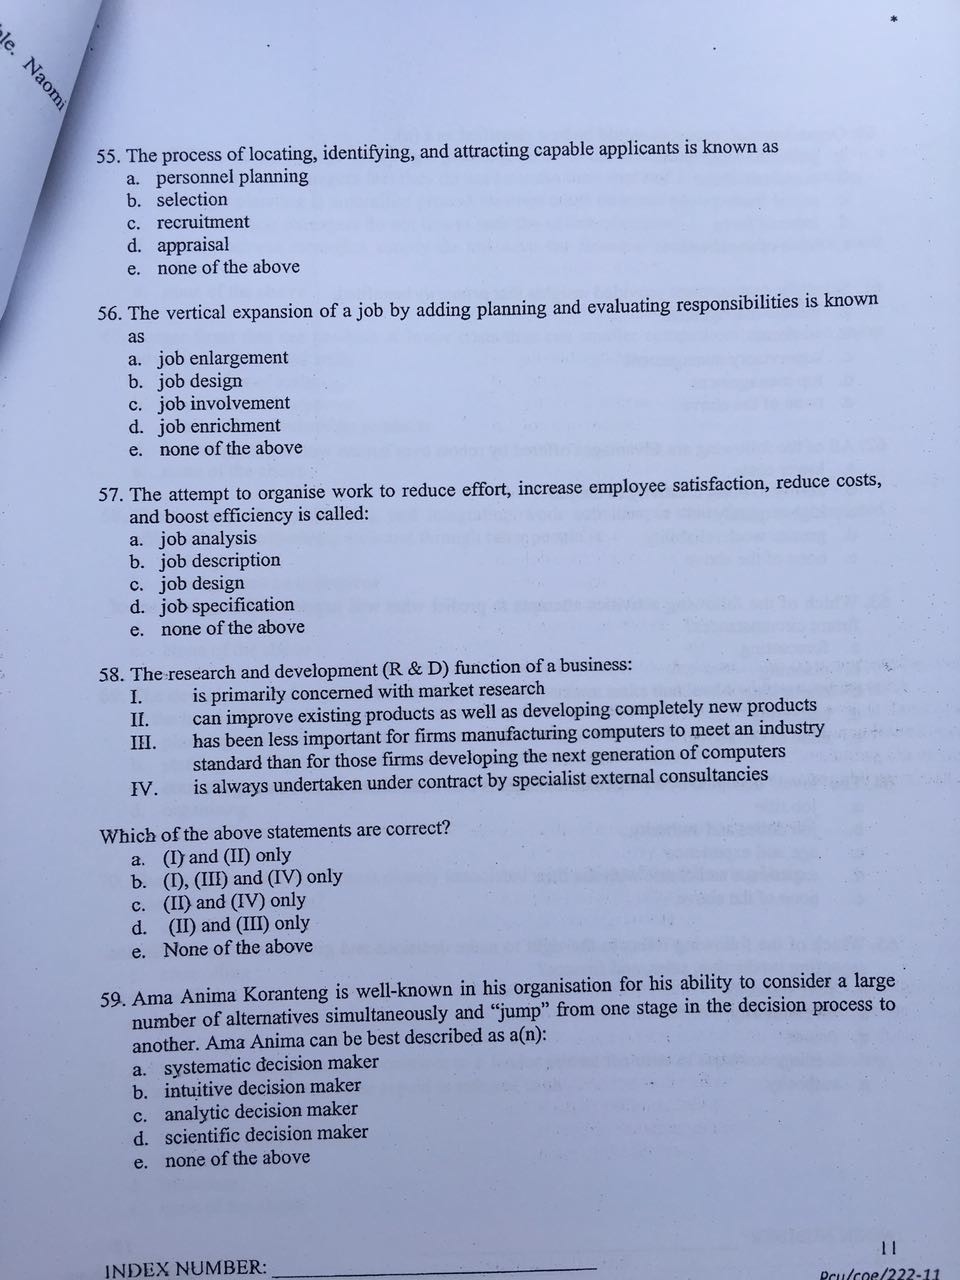 ple. Naomi
55. The process of locating, identifying, and attracting capable applicants is known as
a. personnel planning
b. selection
c. recruitment
d. appraisal
e. none of the above
56. The vertical expansion of a job by adding planning and evaluating responsibilities is known
as
a. job enlargement
b. job design
c. job involvement
d. job enrichment
e. none of the above
57. The attempt to organise work to reduce effort, increase employee satisfaction, reduce costs,
and boost efficiency is called:
a. job analysis
b. job description
c. job design
d. job specification
e. none of the above
58. The research and development (R & D) function of a business:
I. is primarily concerned with market research
II. can improve existing products as well as developing completely new products
III. has been less important for firms manufacturing computers to meet an industry
standard than for those firms developing the next generation of computers
IV. is always undertaken under contract by specialist external consultancies
Which of the above statements are correct?
a. (I) and (II) only
b. (I), (III) and (IV) only
c. (II) and (IV) only
d. (II) and (III) only
e. None of the above
59. Ama Anima Koranteng is well-known in his organisation for his ability to consider a large
number of alternatives simultaneously and “jump” from one stage in the decision process to
another. Ama Anima can be best described as a(n):
a. systematic decision maker
b. intuitive decision maker
c. analytic decision maker
d. scientific decision maker
e. none of the above
11
INDEX NUMBER:
Pcu/coe/222-11